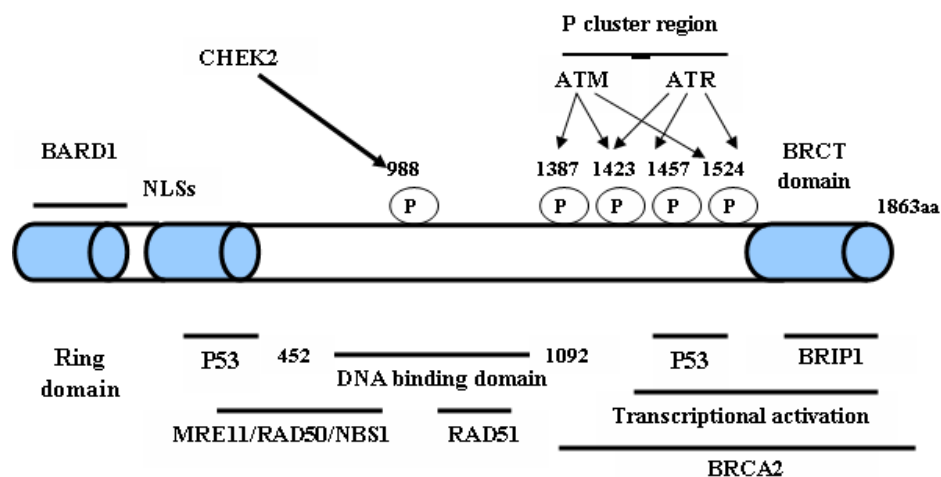 P cluster region
CHEK2
ATM ATR
BARD1
NLSs
988
1387 1423 1457 1524
BRCT
domain
P P P P P
1863aa
Ring
domain
P53
452
1092
DNA binding domain
P53
BRIP1
MRE11/RAD50/NBS1
RAD51
Transcriptional activation
BRCA2